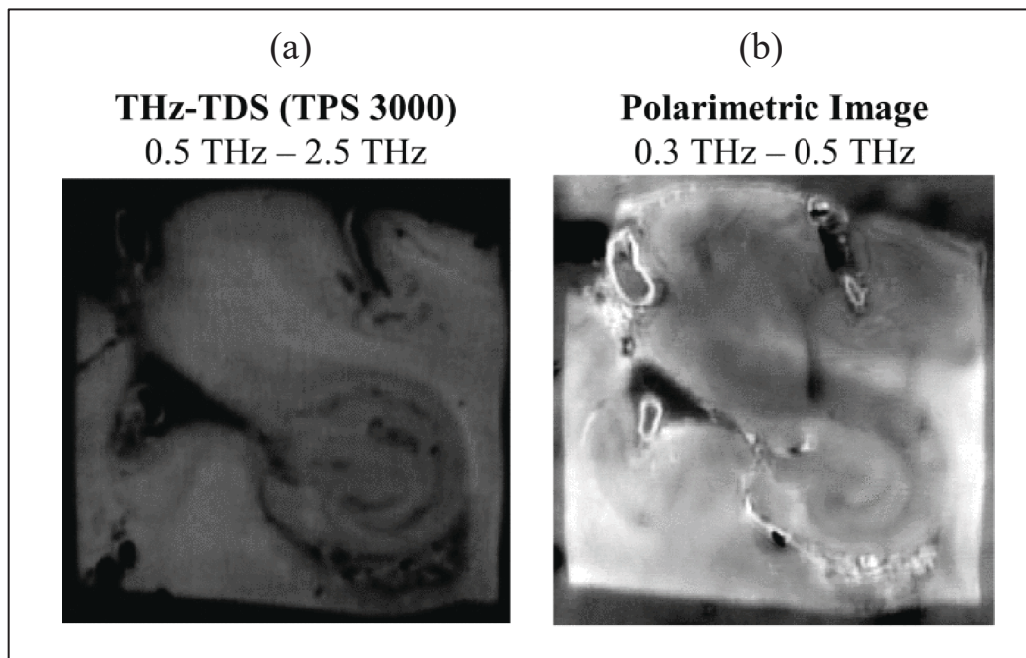 (a)
THz-TDS (TPS 3000)
0.5 THz – 2.5 THz
(b)
Polarimetric Image
0.3 THz – 0.5 THz